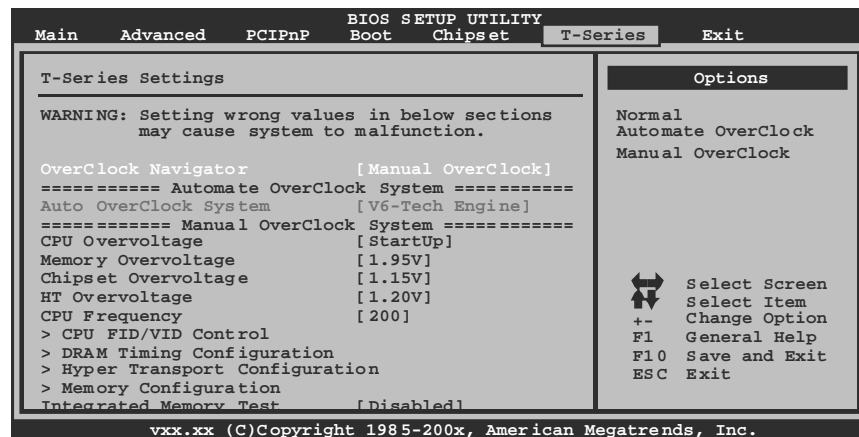 BIOS SETUP UTILITY
Main Advanced PCIPnP Boot Chipset T-Series Exit
T-Series Settings
WARNING: Setting wrong values in below sections
may cause system to malfunction.
OverClock Navigator [Manual OverClock]
=========== Automate OverClock System ===========
Auto OverClock System [V6-Tech Engine]
============ Manual OverClock System ============
CPU Overvoltage [StartUp]
Memory Overvoltage [1.95V]
Chipset Overvoltage [1.15V]
HT Overvoltage [1.20V]
CPU Frequency [200]
> CPU FID/VID Control
> DRAM Timing Configuration
> Hyper Transport Configuration
> Memory Configuration
Integrated Memory Test [Disabled]
Options
Normal
Automate OverClock
Manual OverClock
Select Screen
Select Item
+- Change Option
F1 General Help
F10 Save and Exit
ESC Exit
vxx.xx (C)Copyright 1985-200x, American Megatrends, Inc.